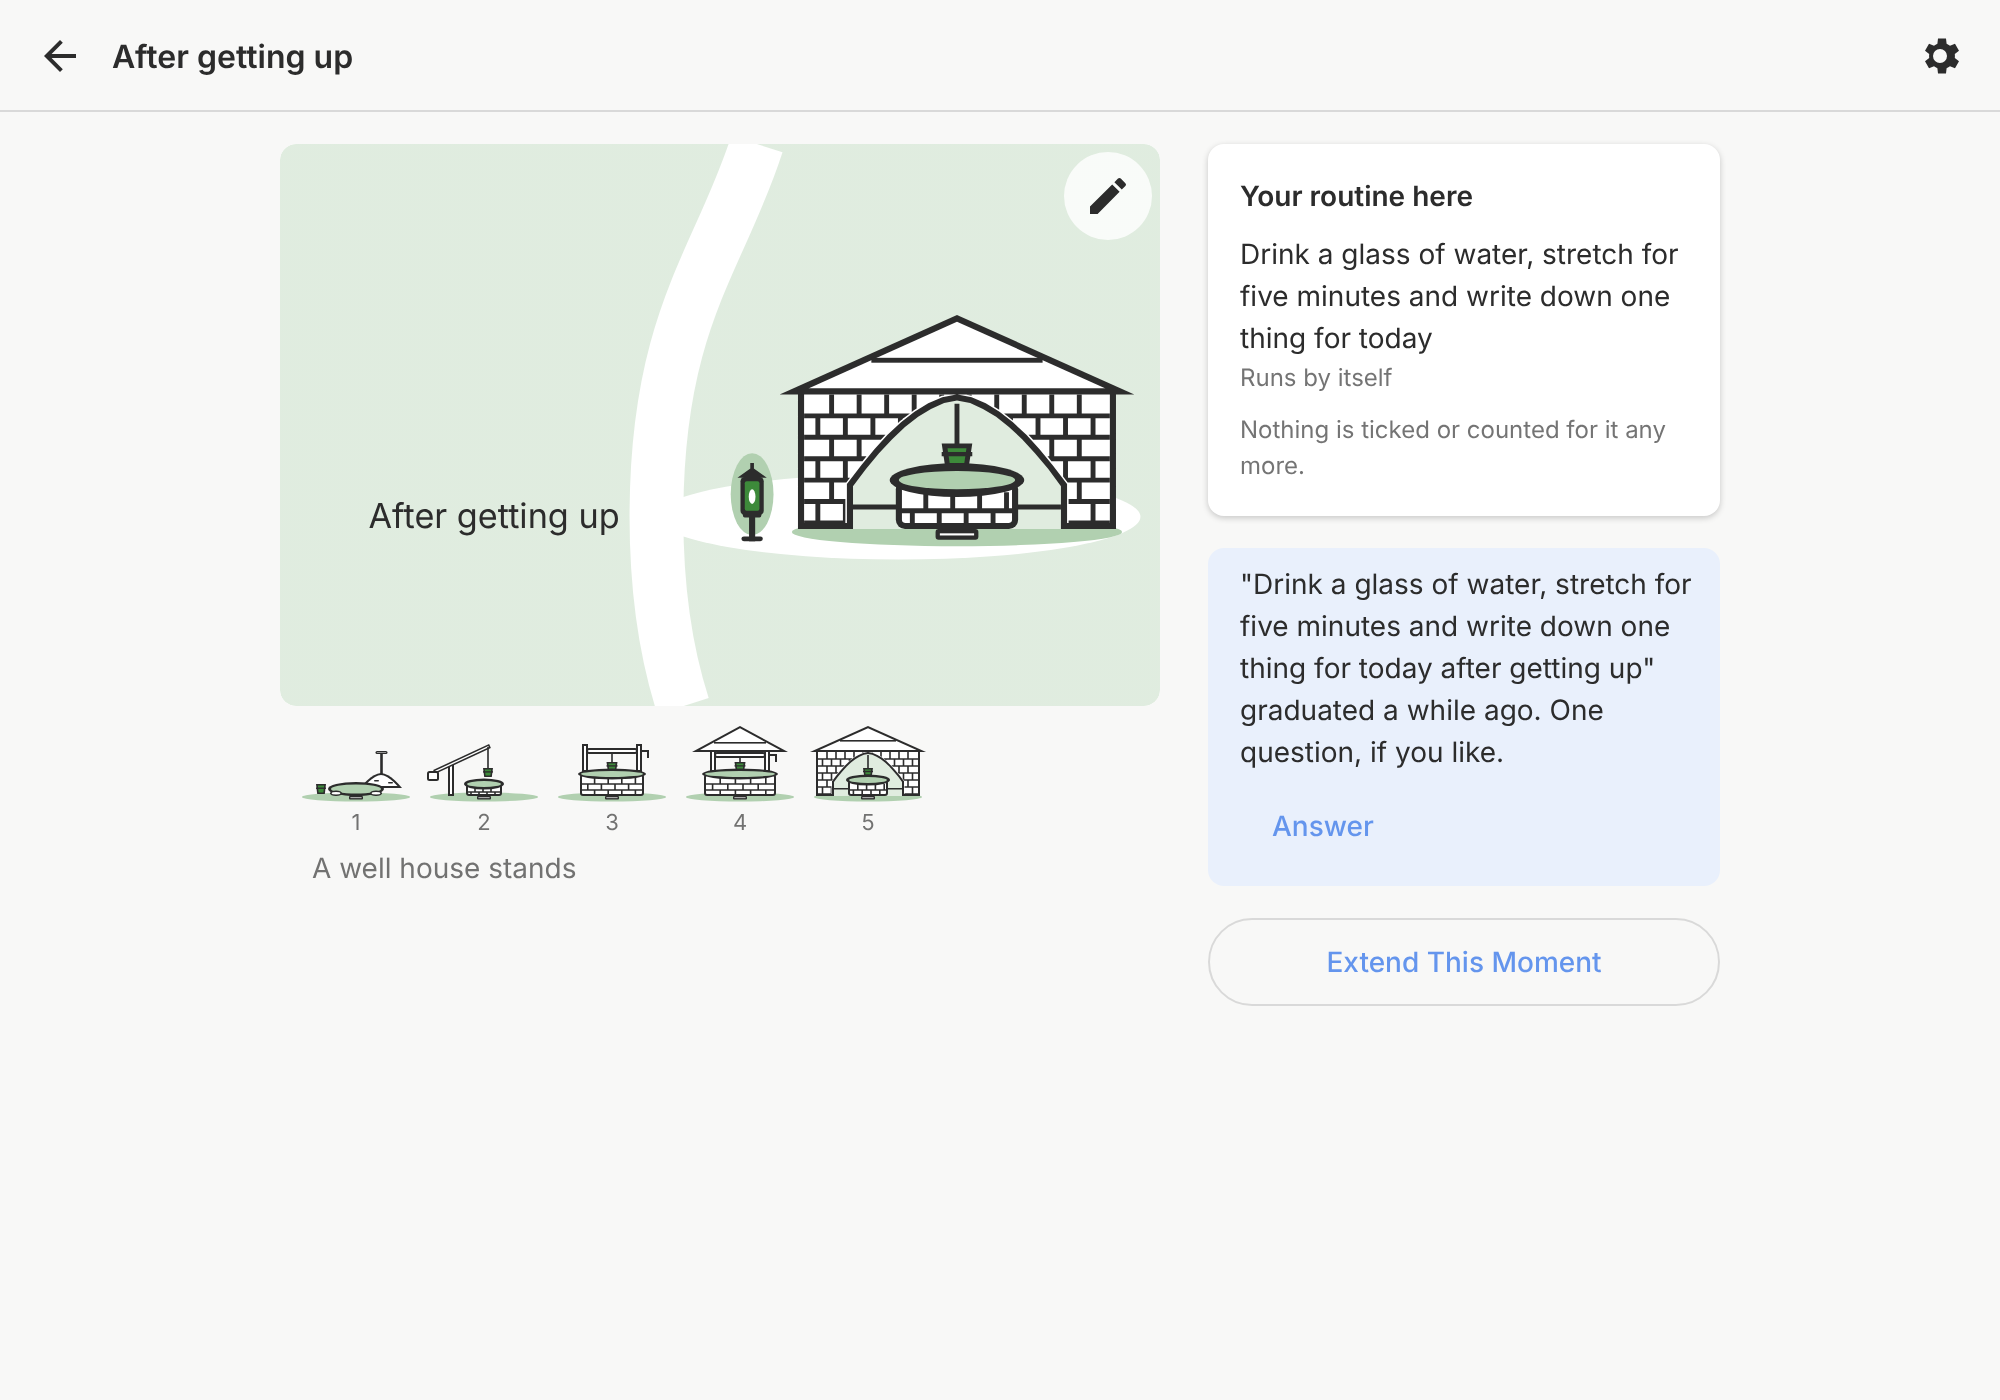 After getting up
After getting up
1
2
3
4
5
A well house stands
Your routine here
Drink a glass of water, stretch for
five minutes and write down one
thing for today
Runs by itself
Nothing is ticked or counted for it any
more.
"Drink a glass of water, stretch for
five minutes and write down one
thing for today after getting up"
graduated a while ago. One
question, if you like.
Answer
Extend This Moment